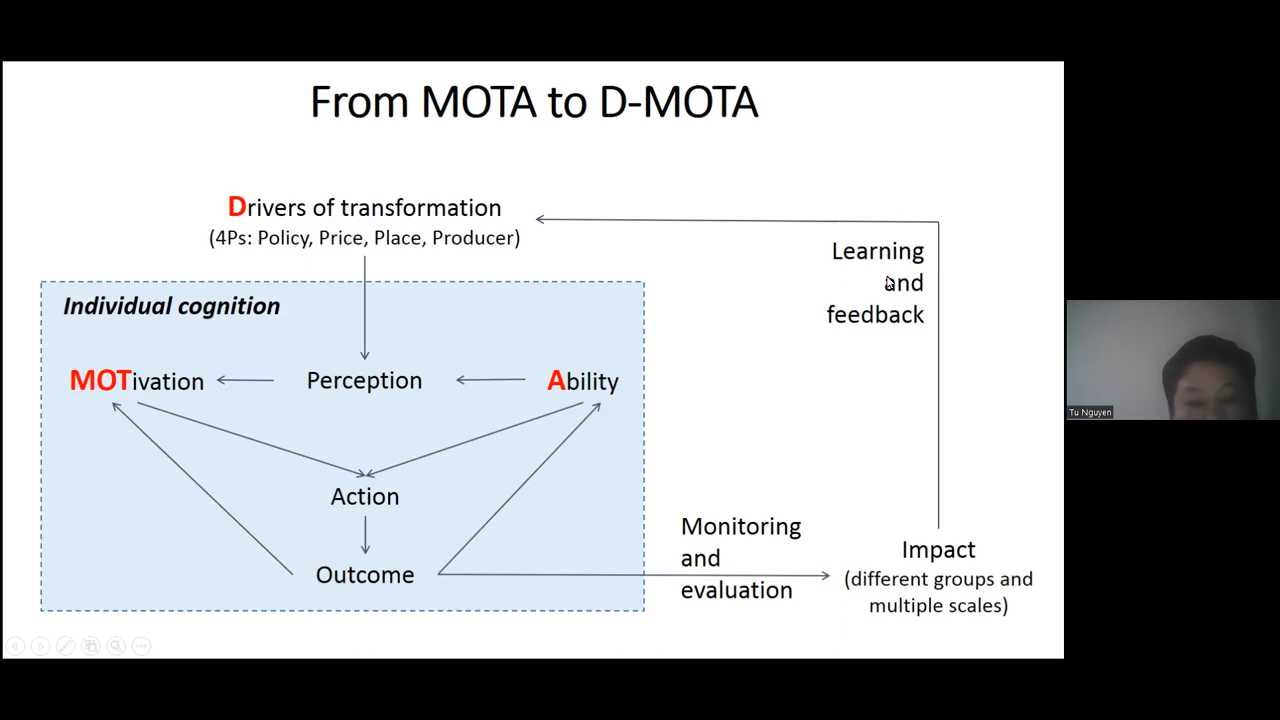 From MOTA to D-MOTA
Drivers of transformation
(4Ps: Policy, Price, Place, Producer)
Learning
and
feedback
Individual cognition
MOTivation
Perception
Ability
Action
Outcome
Monitoring
and
evaluation
Impact
(different groups and
multiple scales)
Tu Nguyen